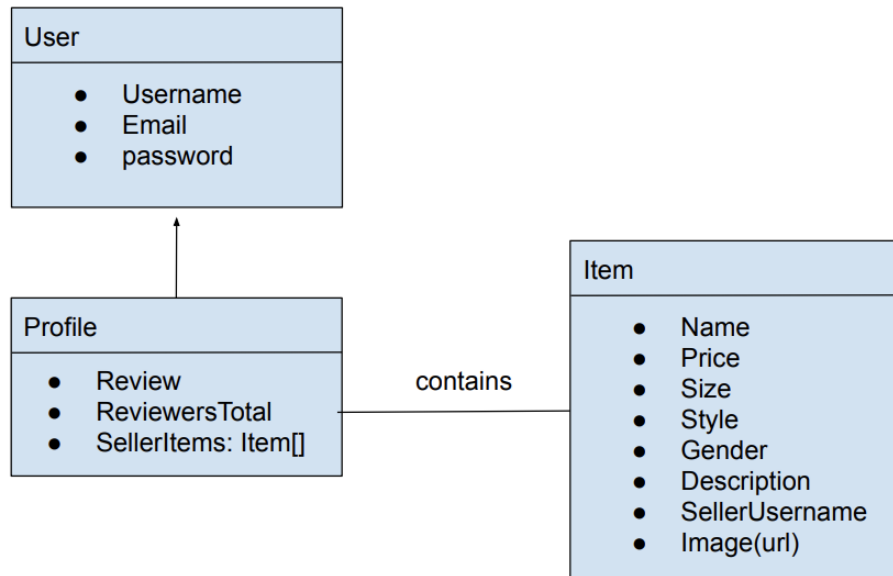 User
● Username
● Email
● password
Profile
● Review
● ReviewersTotal
● SellerItems: Item[]
contains
Item
● Name
● Price
● Size
● Style
● Gender
● Description
● SellerUsername
● Image(url)